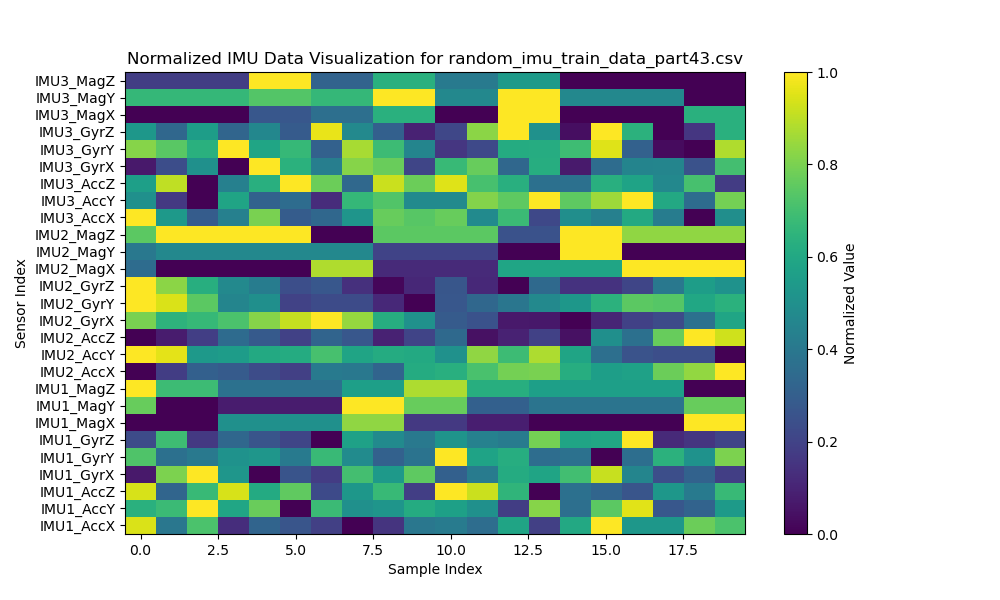 Normalized IMU Data Visualization for random_imu_train_data_part43.csv
IMU3_MagZ
IMU3_MagY
IMU3_MagX
IMU3_GyrZ
IMU3_GyrY
IMU3_GyrX
IMU3_AccZ
IMU3_AccY
IMU3_AccX
IMU2_MagZ
IMU2_MagY
IMU2_MagX
IMU2_GyrZ
IMU2_GyrY
IMU2_GyrX
IMU2_AccZ
IMU2_AccY
IMU2_AccX
IMU1_MagZ
IMU1_MagY
IMU1_MagX
IMU1_GyrZ
IMU1_GyrY
IMU1_GyrX
IMU1_AccZ
IMU1_AccY
IMU1_AccX
Sensor Index
0.0 2.5 5.0 7.5 10.0 12.5 15.0 17.5
Sample Index
1.0
0.8
0.6
0.4
0.2
0.0
Normalized Value